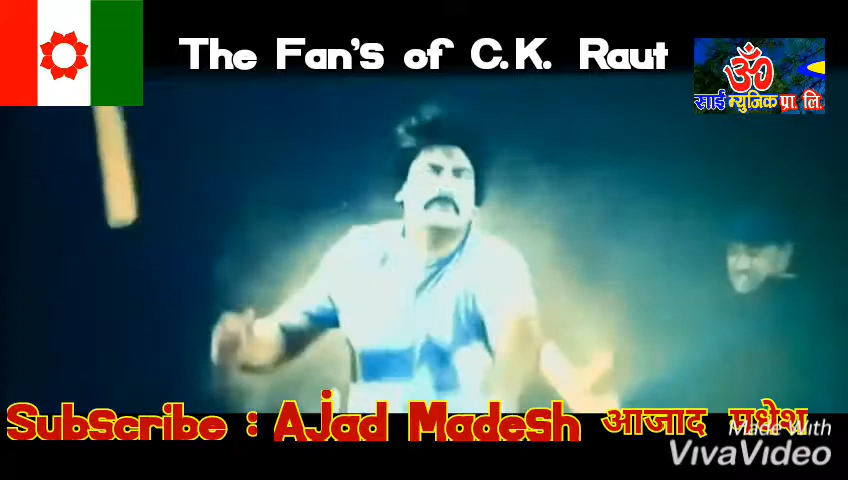 The Fan's of C.K. Raut
ॐ
साई म्युजिक प्रा. लि.
Subscribe : Ajad Madesh आजाद मधेश
Made With
VivaVideo